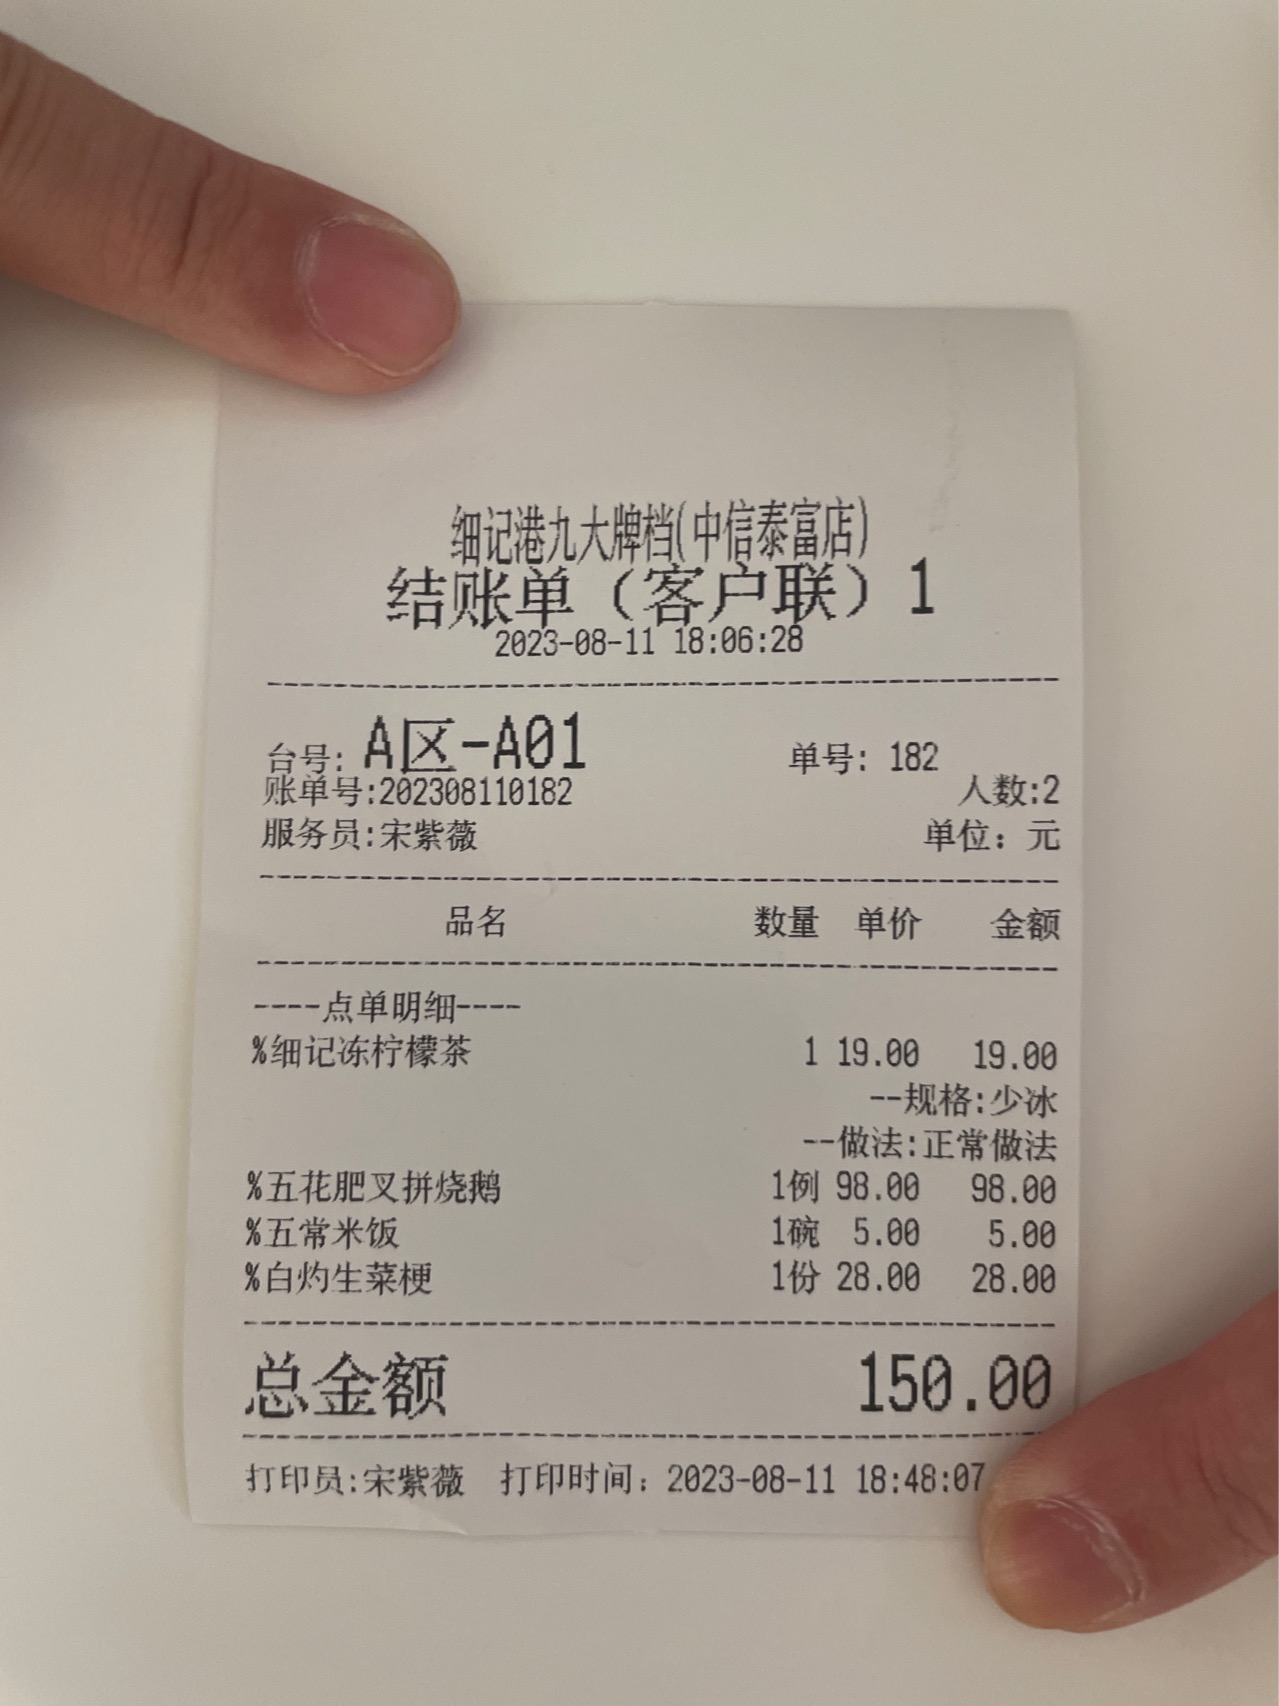 细记港九大牌档(中信泰富店)
结账单（客户联）1
2023-08-11 18:06:28
台号: A区-A01 单号: 182
账单号:202308110182 人数:2
服务员:宋紫薇 单位: 元
品名 数量 单价 金额
----点单明细----
%细记冻柠檬茶 1 19.00 19.00
--规格:少冰
--做法:正常做法
%五花肥叉拼烧鹅 1例 98.00 98.00
%五常米饭 1碗 5.00 5.00
%白灼生菜梗 1份 28.00 28.00
总金额 150.00
打印员:宋紫薇 打印时间: 2023-08-11 18:48:07